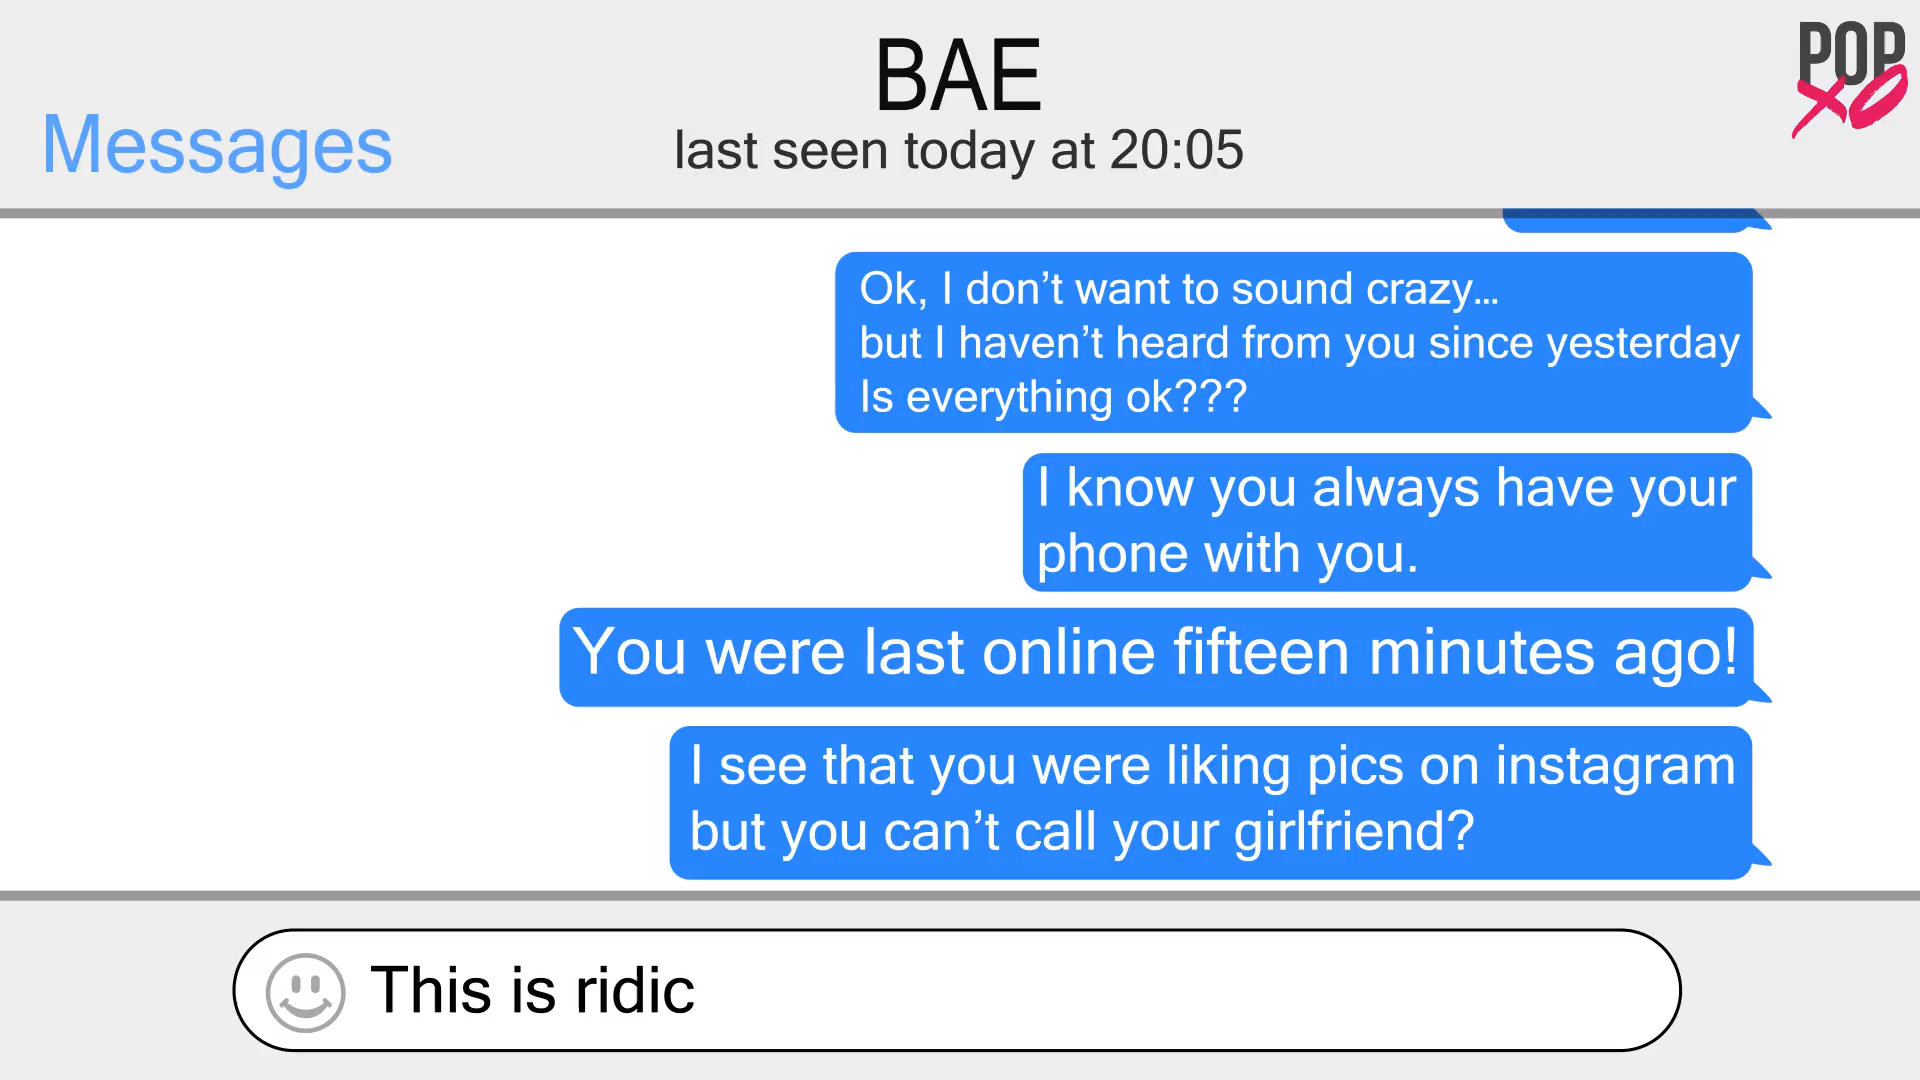 BAE
last seen today at 20:05
Messages
POP
XO
Ok, I don’t want to sound crazy...
but I haven’t heard from you since yesterday
Is everything ok???
I know you always have your
phone with you.
You were last online fifteen minutes ago!
I see that you were liking pics on instagram
but you can’t call your girlfriend?
This is ridic